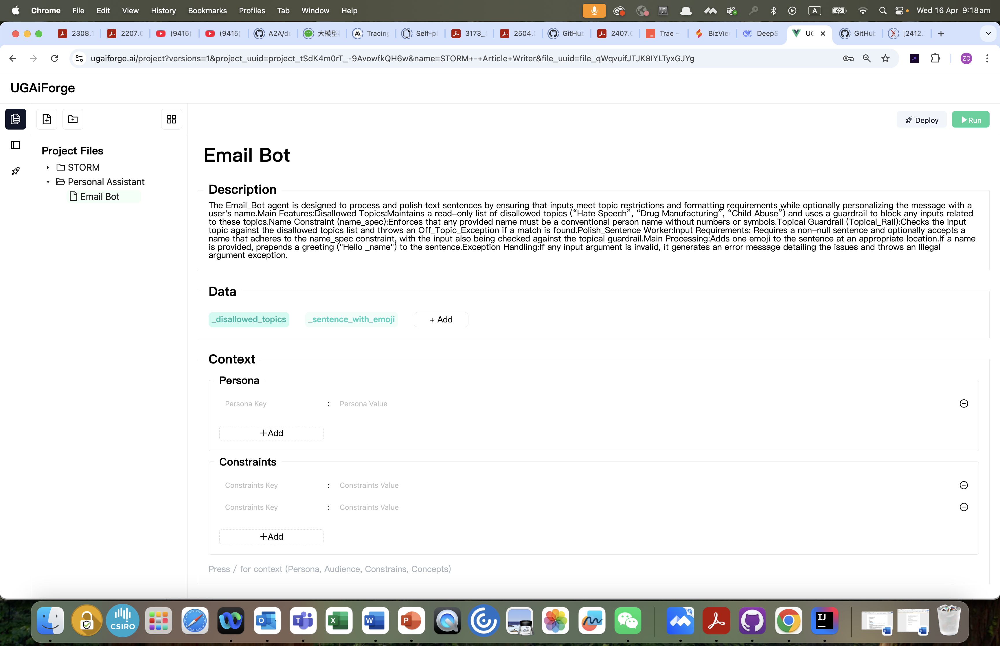 Chrome File Edit View History Bookmarks Profiles Tab Window Help
A
Wed 16 Apr 9:18 am
2308.1
2207.0
(9415)
(9415)
A2A/de
大模型
Tracing
Self-pl
3173_
2504.0
GitHub
2407.0
Trae -
BizVie
DeepS
UG
GitHub
[2412.
ugaiforge.ai/project?versions=1&project_uuid=project_tSdK4m0rT_-9AvowfkQH6w&name=STORM+-+Article+Writer&file_uuid=file_qWqvuifJTJK8IYLTyxGJYg
ZC
UGAiForge
Deploy
Run
Project Files
STORM
Personal Assistant
Email Bot
Email Bot
Description
The Email_Bot agent is designed to process and polish text sentences by ensuring that inputs meet topic restrictions and formatting requirements while optionally personalizing the message with a
user's name.Main Features:Disallowed Topics:Maintains a read-only list of disallowed topics (“Hate Speech”, “Drug Manufacturing”, “Child Abuse”) and uses a guardrail to block any inputs related
to these topics.Name Constraint (name_spec):Enforces that any provided name must be a conventional person name without numbers or symbols.Topical Guardrail (Topical_Rail):Checks the input
topic against the disallowed topics list and throws an Off_Topic_Exception if a match is found.Polish_Sentence Worker:Input Requirements: Requires a non-null sentence and optionally accepts a
name that adheres to the name_spec constraint, with the input also being checked against the topical guardrail.Main Processing:Adds one emoji to the sentence at an appropriate location.If a name
is provided, prepends a greeting ("Hello _name") to the sentence.Exception Handling:If any input argument is invalid, it generates an error message detailing the issues and throws an Illegal
argument exception.
Data
_disallowed_topics
_sentence_with_emoji
+ Add
Context
Persona
Persona Key : Persona Value
+Add
Constraints
Constraints Key : Constraints Value
Constraints Key : Constraints Value
+Add
Press / for context (Persona, Audience, Constrains, Concepts)
CSIRO
O
T
X
W
P
IJ
W
W